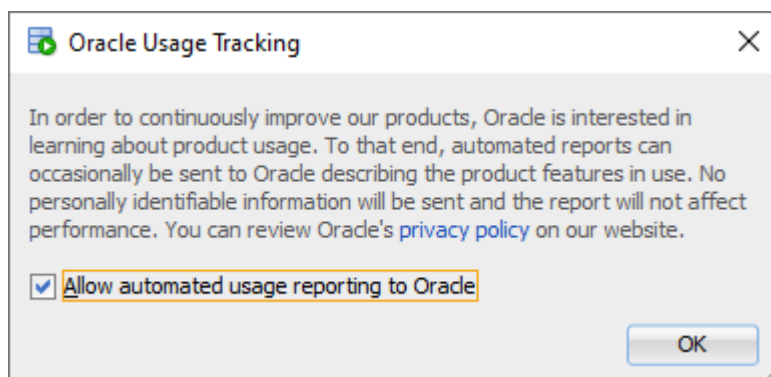 Oracle Usage Tracking
In order to continuously improve our products, Oracle is interested in
learning about product usage. To that end, automated reports can
occasionally be sent to Oracle describing the product features in use. No
personally identifiable information will be sent and the report will not affect
performance. You can review Oracle's privacy policy on our website.
Allow automated usage reporting to Oracle
OK